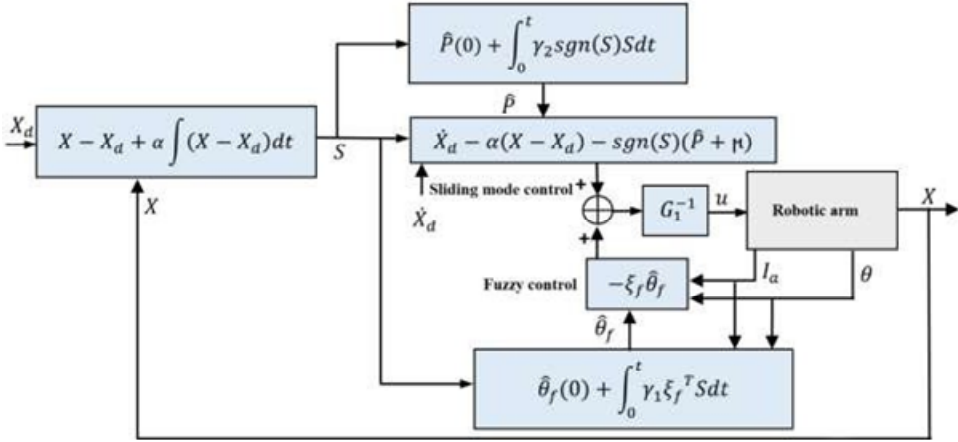 P̂(0) + ∫₀ᵗ γ₂sgn(S)Sdt
P̂
X_d
X − X_d + α∫(X − X_d)dt
S
Ẋ_d − α(X − X_d) − sgn(S)(P̂ + μ)
X
Ẋ_d
Sliding mode control
+
G₁⁻¹
u
Robotic arm
X
+
Fuzzy control
−ξ_f θ̂_f
I_a
θ
θ̂_f
θ̂_f(0) + ∫₀ᵗ γ₁ξ_fᵀSdt